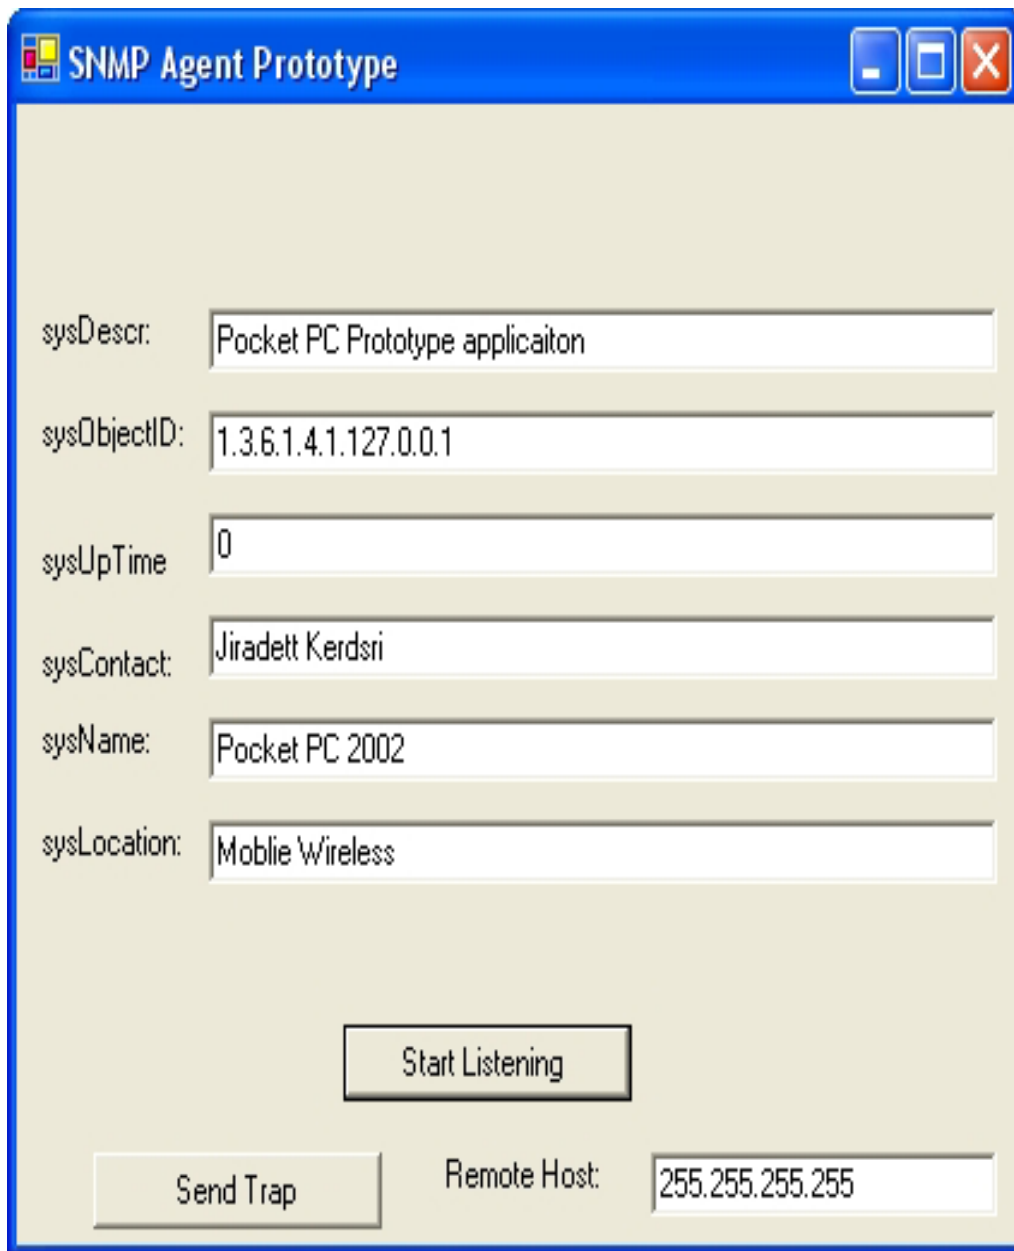 SNMP Agent Prototype
sysDescr: Pocket PC Prototype applicaiton
sysObjectID: 1.3.6.1.4.1.127.0.0.1
sysUpTime 0
sysContact: Jiradett Kerdsri
sysName: Pocket PC 2002
sysLocation: Moblie Wireless
Start Listening
Send Trap Remote Host: 255.255.255.255